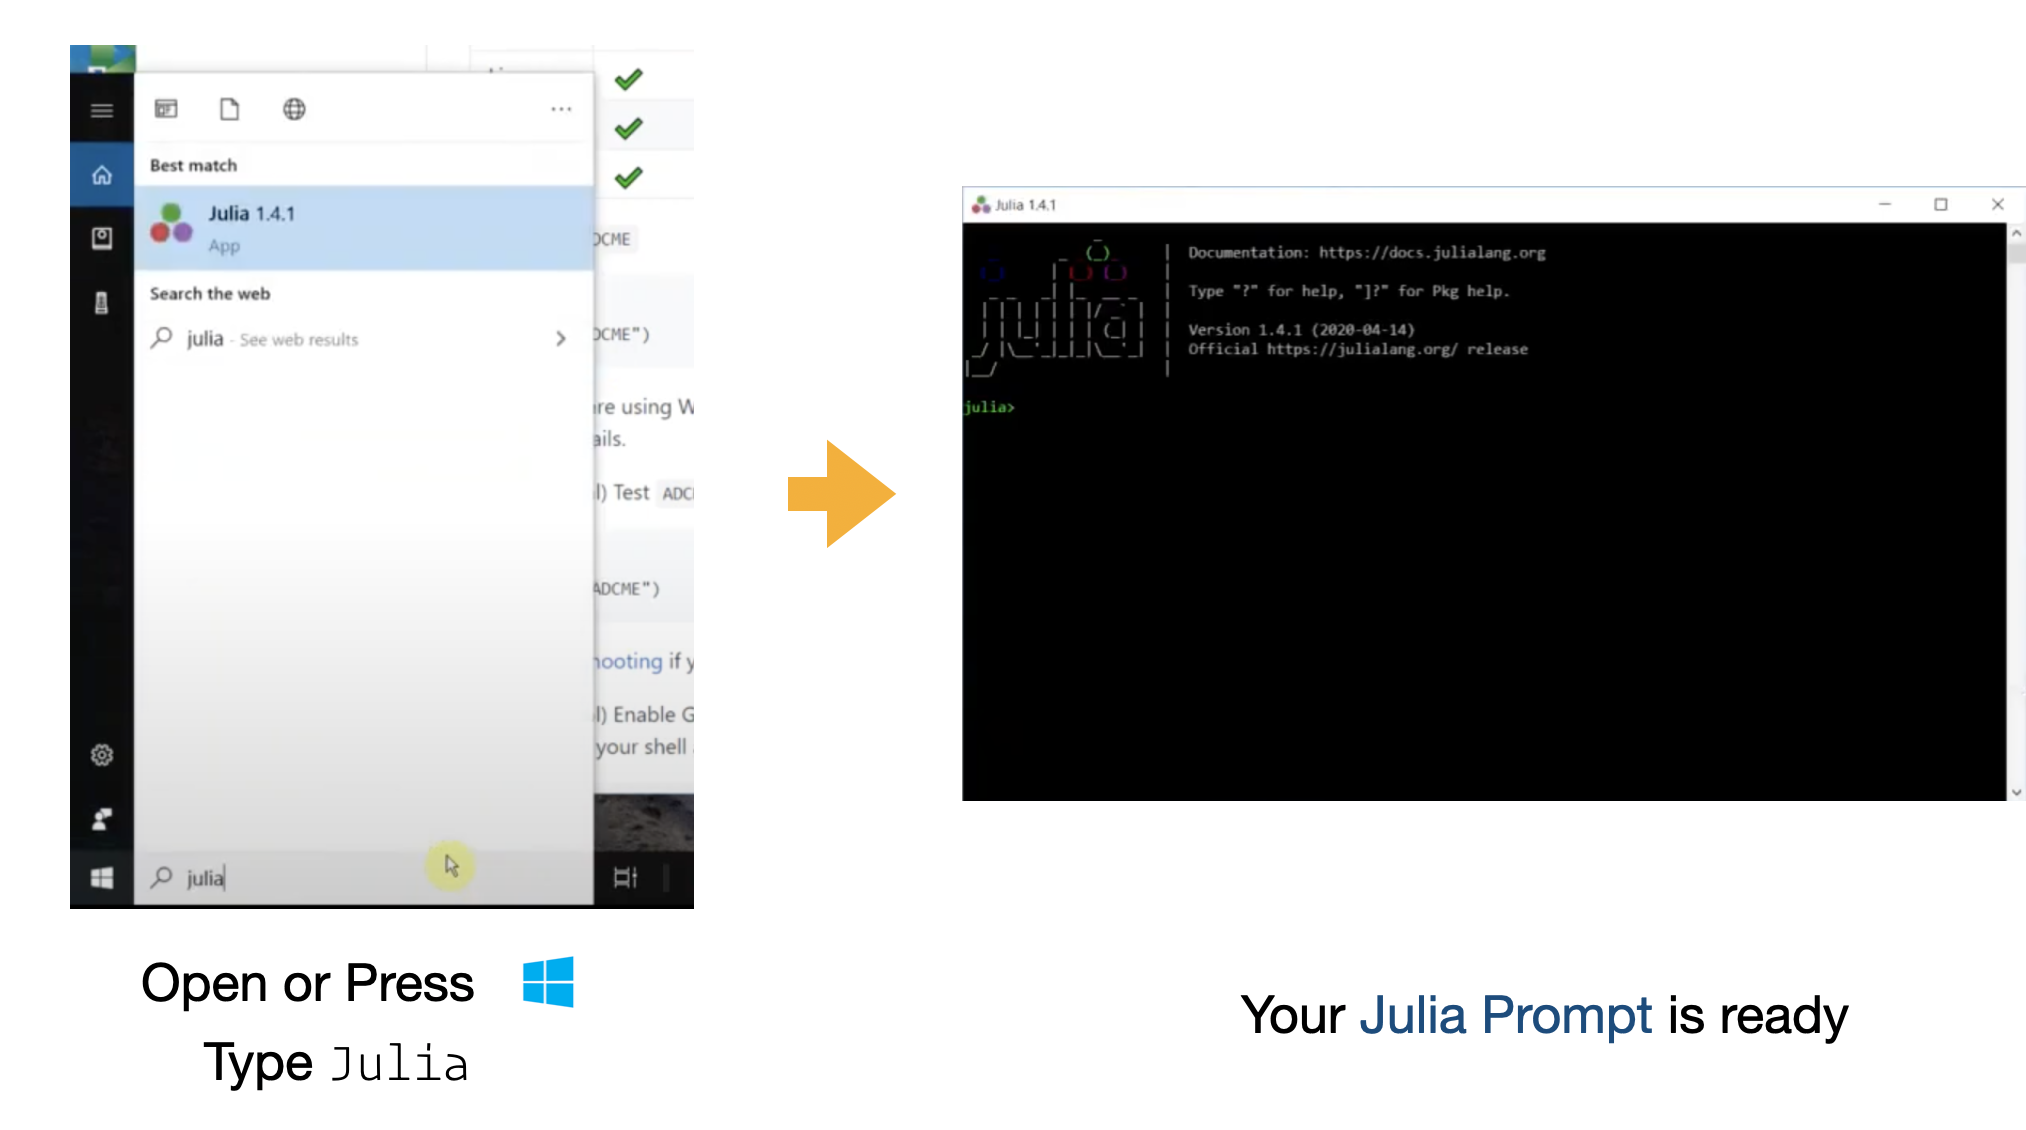 Best match
Julia 1.4.1
App
Search the web
julia - See web results
julia
DCME
DCME")
re using W
ails.
l) Test ADC
ADCME")
hooting if y
l) Enable G
your shell
Open or Press
Type Julia
Julia 1.4.1
Documentation: https://docs.julialang.org
Type "?" for help, "]?" for Pkg help.
Version 1.4.1 (2020-04-14)
Official https://julialang.org/ release
julia>
Your Julia Prompt is ready